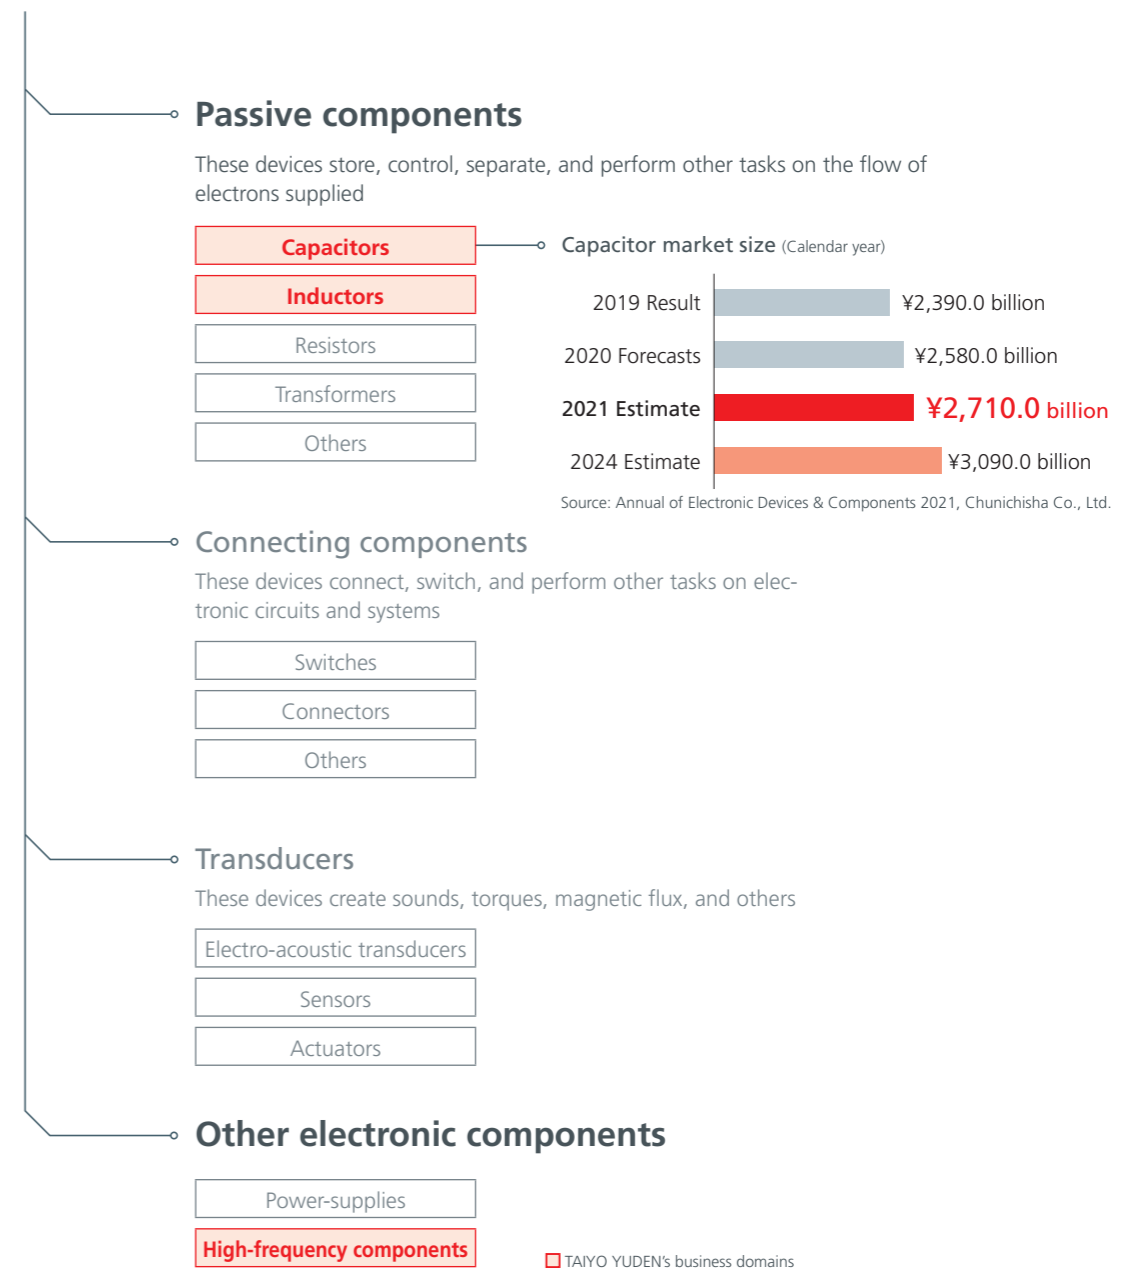 Passive components
These devices store, control, separate, and perform other tasks on the flow of
electrons supplied
Capacitors
Inductors
Resistors
Transformers
Others
Capacitor market size (Calendar year)
2019 Result ¥2,390.0 billion
2020 Forecasts ¥2,580.0 billion
2021 Estimate ¥2,710.0 billion
2024 Estimate ¥3,090.0 billion
Source: Annual of Electronic Devices & Components 2021, Chunichisha Co., Ltd.
Connecting components
These devices connect, switch, and perform other tasks on elec-
tronic circuits and systems
Switches
Connectors
Others
Transducers
These devices create sounds, torques, magnetic flux, and others
Electro-acoustic transducers
Sensors
Actuators
Other electronic components
Power-supplies
High-frequency components
TAIYO YUDEN's business domains